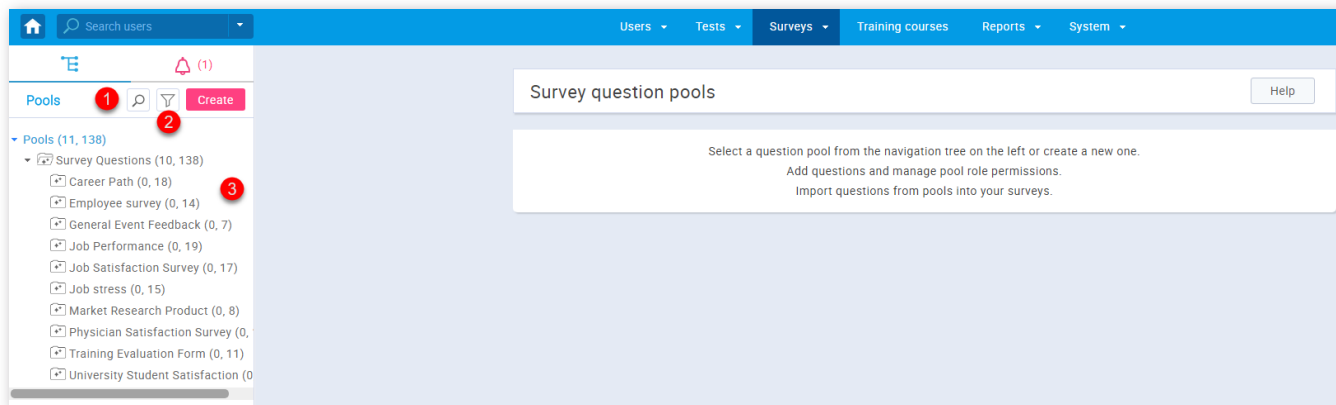 Search users
Users
Tests
Surveys
Training courses
Reports
System
(1)
Pools
1
Create
2
Pools (11, 138)
Survey Questions (10, 138)
Career Path (0, 18)
3
Employee survey (0, 14)
General Event Feedback (0, 7)
Job Performance (0, 19)
Job Satisfaction Survey (0, 17)
Job stress (0, 15)
Market Research Product (0, 8)
Physician Satisfaction Survey (0,
Training Evaluation Form (0, 11)
University Student Satisfaction (0
Survey question pools
Help
Select a question pool from the navigation tree on the left or create a new one.
Add questions and manage pool role permissions.
Import questions from pools into your surveys.